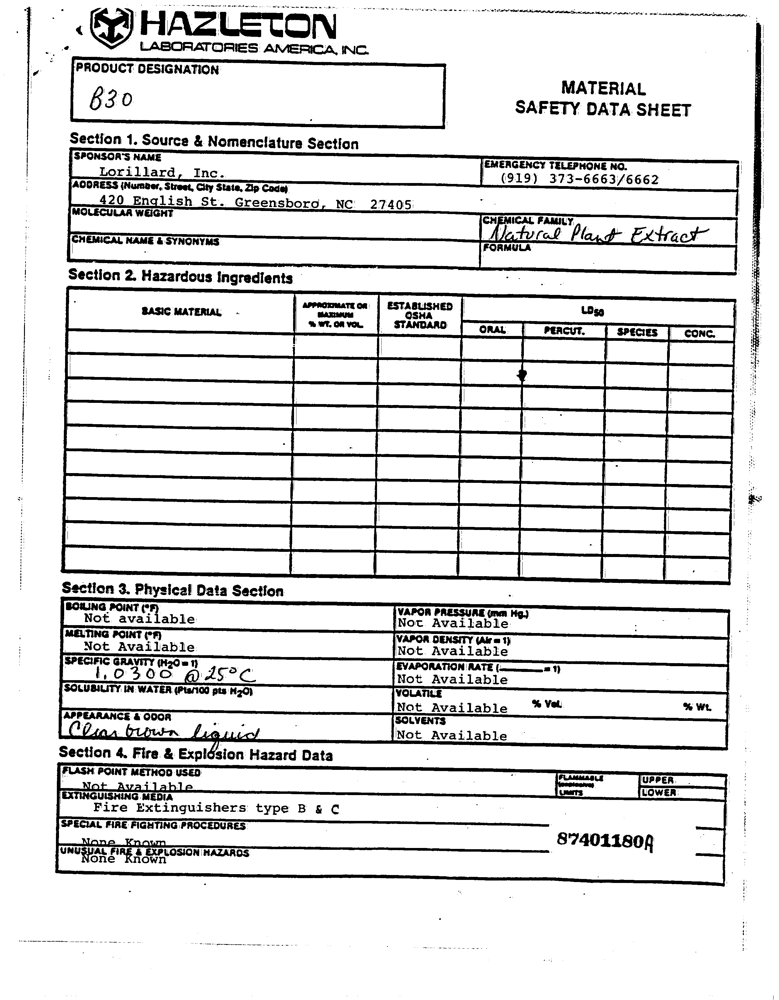 HAZLETON
LABORATORIES AMERICA, INC.
PRODUCT DESIGNATION
B30
MATERIAL
SAFETY DATA SHEET
Section 1. Source & Nomenclature Section
SPONSOR'S NAME
Lorillard, Inc.
EMERGENCY TELEPHONE NO.
(919) 373-6663/6662
ADDRESS (Number, Street, City State, Zip Code)
420 English St. Greensboro, NC 27405
MOLECULAR WEIGHT
CHEMICAL FAMILY
Natural Plant Extract
CHEMICAL NAME & SYNONYMS
FORMULA
Section 2. Hazardous Ingredients
BASIC MATERIAL
APPROXIMATE OR
MAXIMUM
% WT. OR VOL.
ESTABLISHED
OSHA
STANDARD
LD50
ORAL PERCUT. SPECIES CONC.
Section 3. Physical Data Section
BOILING POINT (°F)
Not available
VAPOR PRESSURE (mm Hg.)
Not Available
MELTING POINT (°F)
Not Available
VAPOR DENSITY (Air = 1)
Not Available
SPECIFIC GRAVITY (H2O = 1)
1.0300 @ 25°C
EVAPORATION RATE (______ = 1)
Not Available
SOLUBILITY IN WATER (Pts/100 pts H2O)
VOLATILE
Not Available % Vol. % Wt.
APPEARANCE & ODOR
Clear brown liquid
SOLVENTS
Not Available
Section 4. Fire & Explosion Hazard Data
FLASH POINT METHOD USED
Not Available
FLAMMABLE
LIMITS
UPPER
LOWER
EXTINGUISHING MEDIA
Fire Extinguishers type B & C
SPECIAL FIRE FIGHTING PROCEDURES
None Known
87401180A
UNUSUAL FIRE & EXPLOSION HAZARDS
None Known